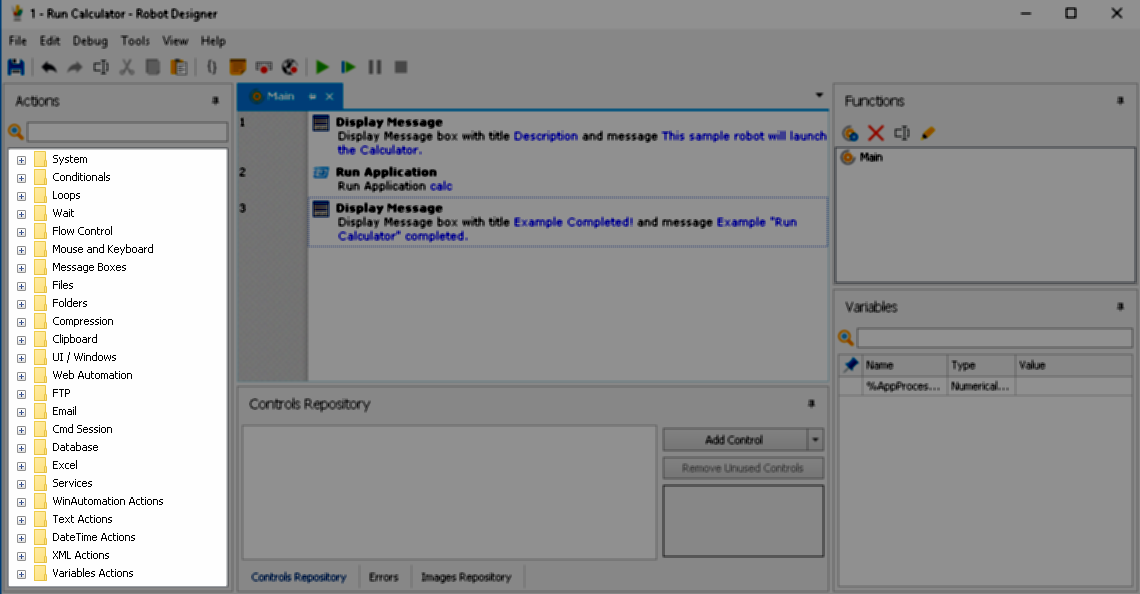 1 - Run Calculator - Robot Designer
File Edit Debug Tools View Help
Actions
System
Conditionals
Loops
Wait
Flow Control
Mouse and Keyboard
Message Boxes
Files
Folders
Compression
Clipboard
UI / Windows
Web Automation
FTP
Email
Cmd Session
Database
Excel
Services
WinAutomation Actions
Text Actions
DateTime Actions
XML Actions
Variables Actions
Main
1
Display Message
Display Message box with title Description and message This sample robot will launch
the Calculator.
2
Run Application
Run Application calc
3
Display Message
Display Message box with title Example Completed! and message Example "Run
Calculator" completed.
Controls Repository
Add Control
Remove Unused Controls
Controls Repository Errors Images Repository
Functions
Main
Variables
Name Type Value
%AppProces... Numerical...